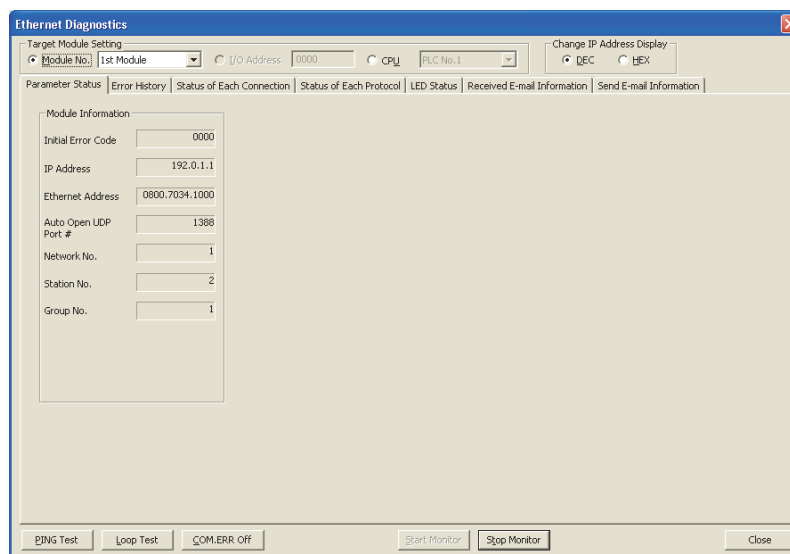 Ethernet Diagnostics
Target Module Setting
Change IP Address Display
Module No. 1st Module I/O Address 0000 CPU PLC No.1 DEC HEX
Parameter Status Error History Status of Each Connection Status of Each Protocol LED Status Received E-mail Information Send E-mail Information
Module Information
Initial Error Code 0000
IP Address 192.0.1.1
Ethernet Address 0800.7034.1000
Auto Open UDP
Port # 1388
Network No. 1
Station No. 2
Group No. 1
PING Test Loop Test COM.ERR Off Start Monitor Stop Monitor Close